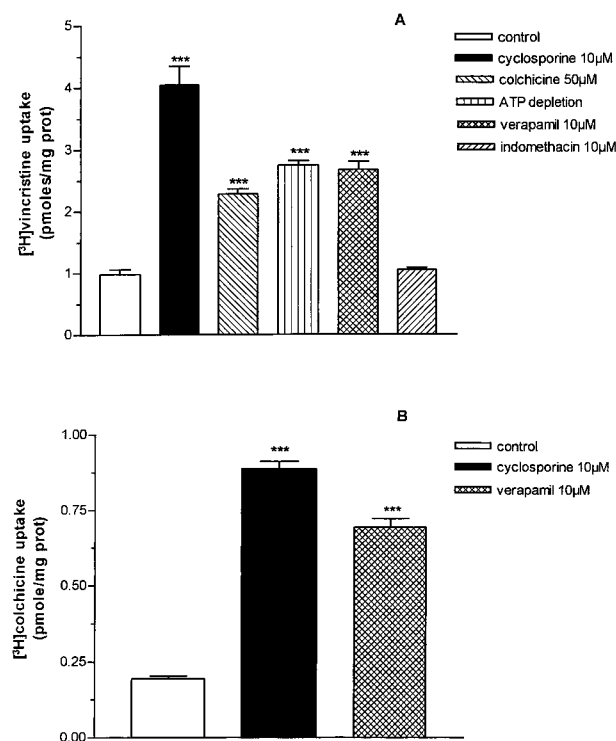 A
control
cyclosporine 10µM
colchicine 50µM
ATP depletion
verapamil 10µM
indomethacin 10µM
[³H]vincristine uptake
(pmoles/mg prot)
5
4
3
2
1
0
***
***
***
***
B
control
cyclosporine 10µM
verapamil 10µM
[³H]colchicine uptake
(pmole/mg prot)
1.00
0.75
0.50
0.25
0.00
***
***